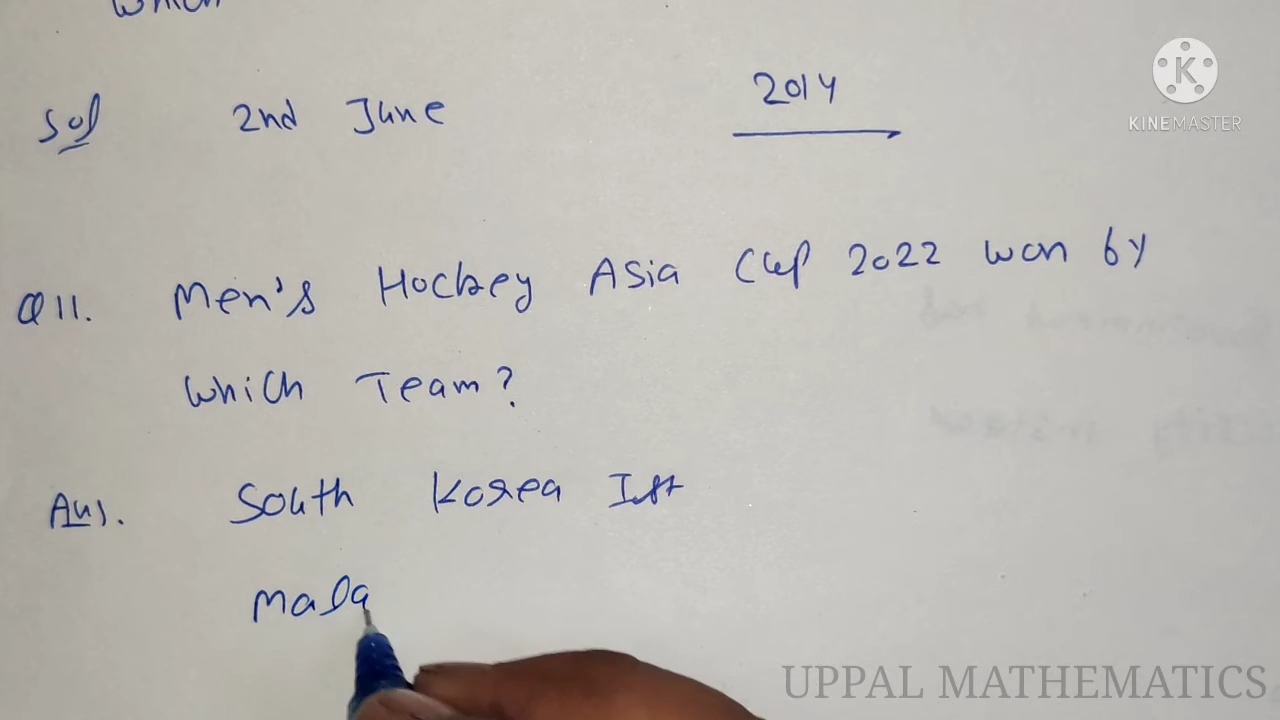 which
Sol 2nd June 2014
Q11. Men's Hockey Asia Cup 2022 won by
which Team?
Ans. South Korea Ist
Mala
K
KINEMASTER
UPPAL MATHEMATICS